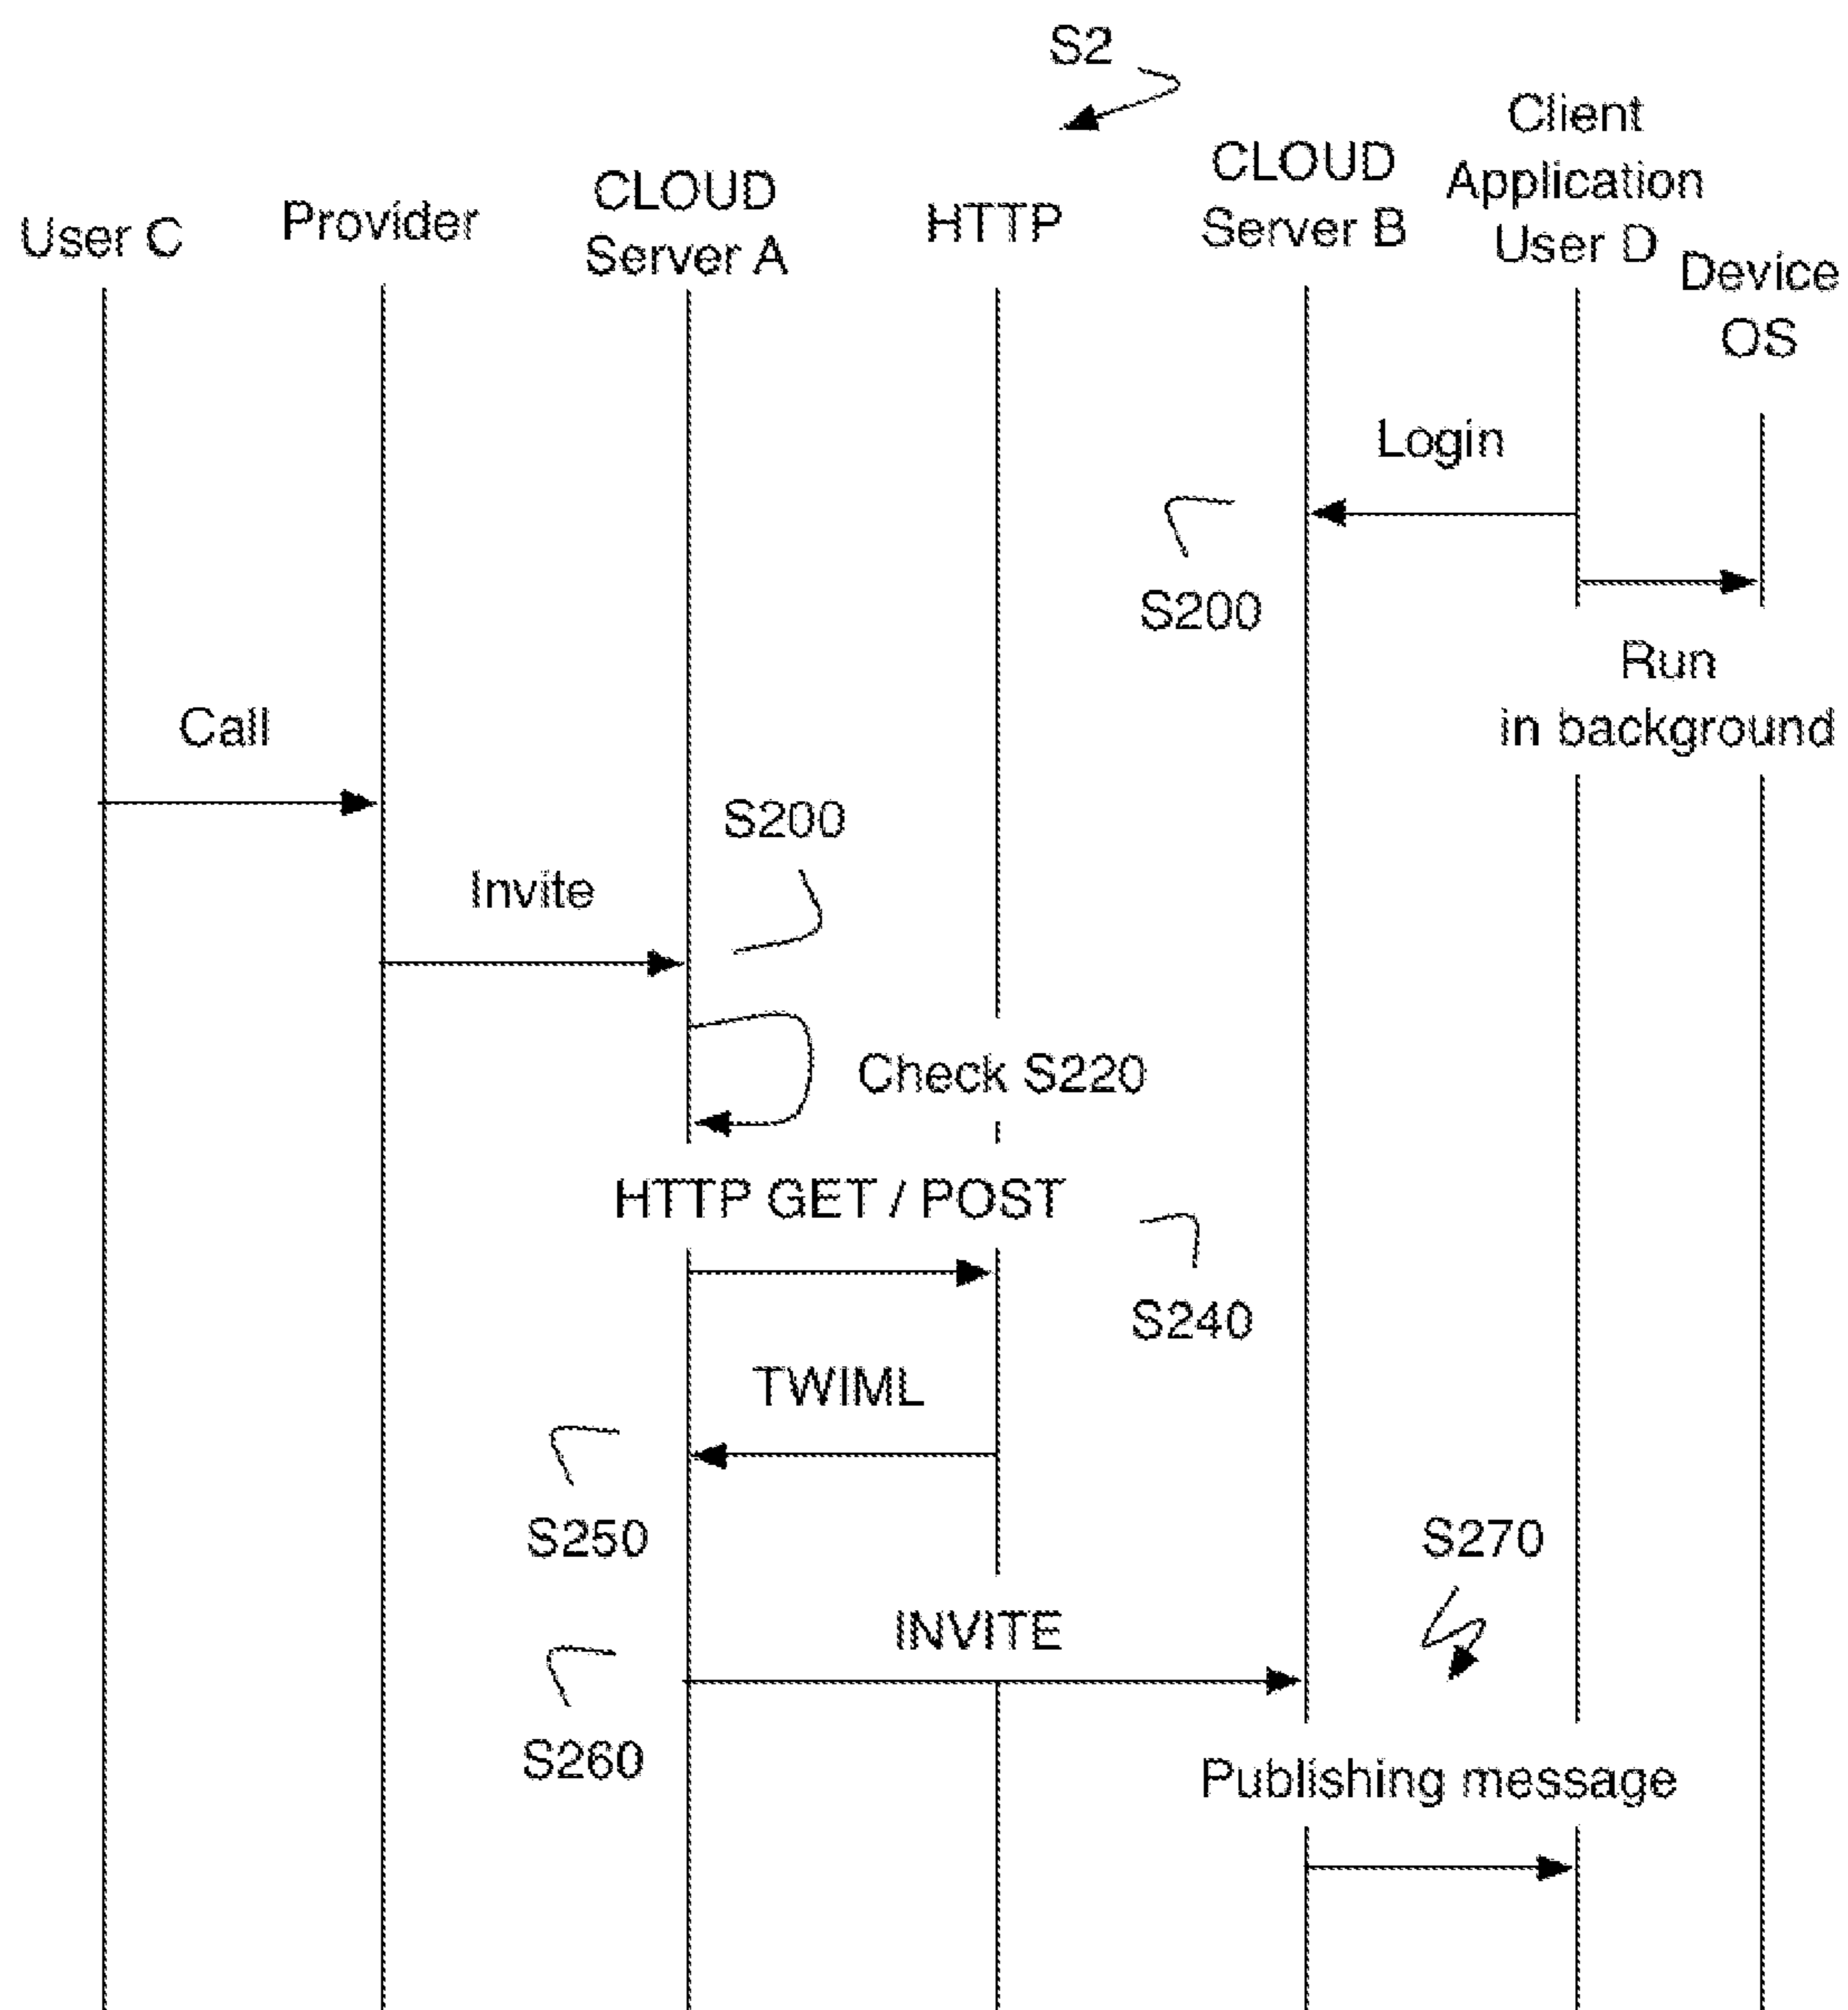 S2
User C
Provider
CLOUD
Server A
HTTP
CLOUD
Server B
Client
Application
User D
Device
OS
Login
S200
Run
in background
Call
S200
Invite
Check S220
HTTP GET / POST
S240
TWIML
S250
S270
INVITE
S260
Publishing message